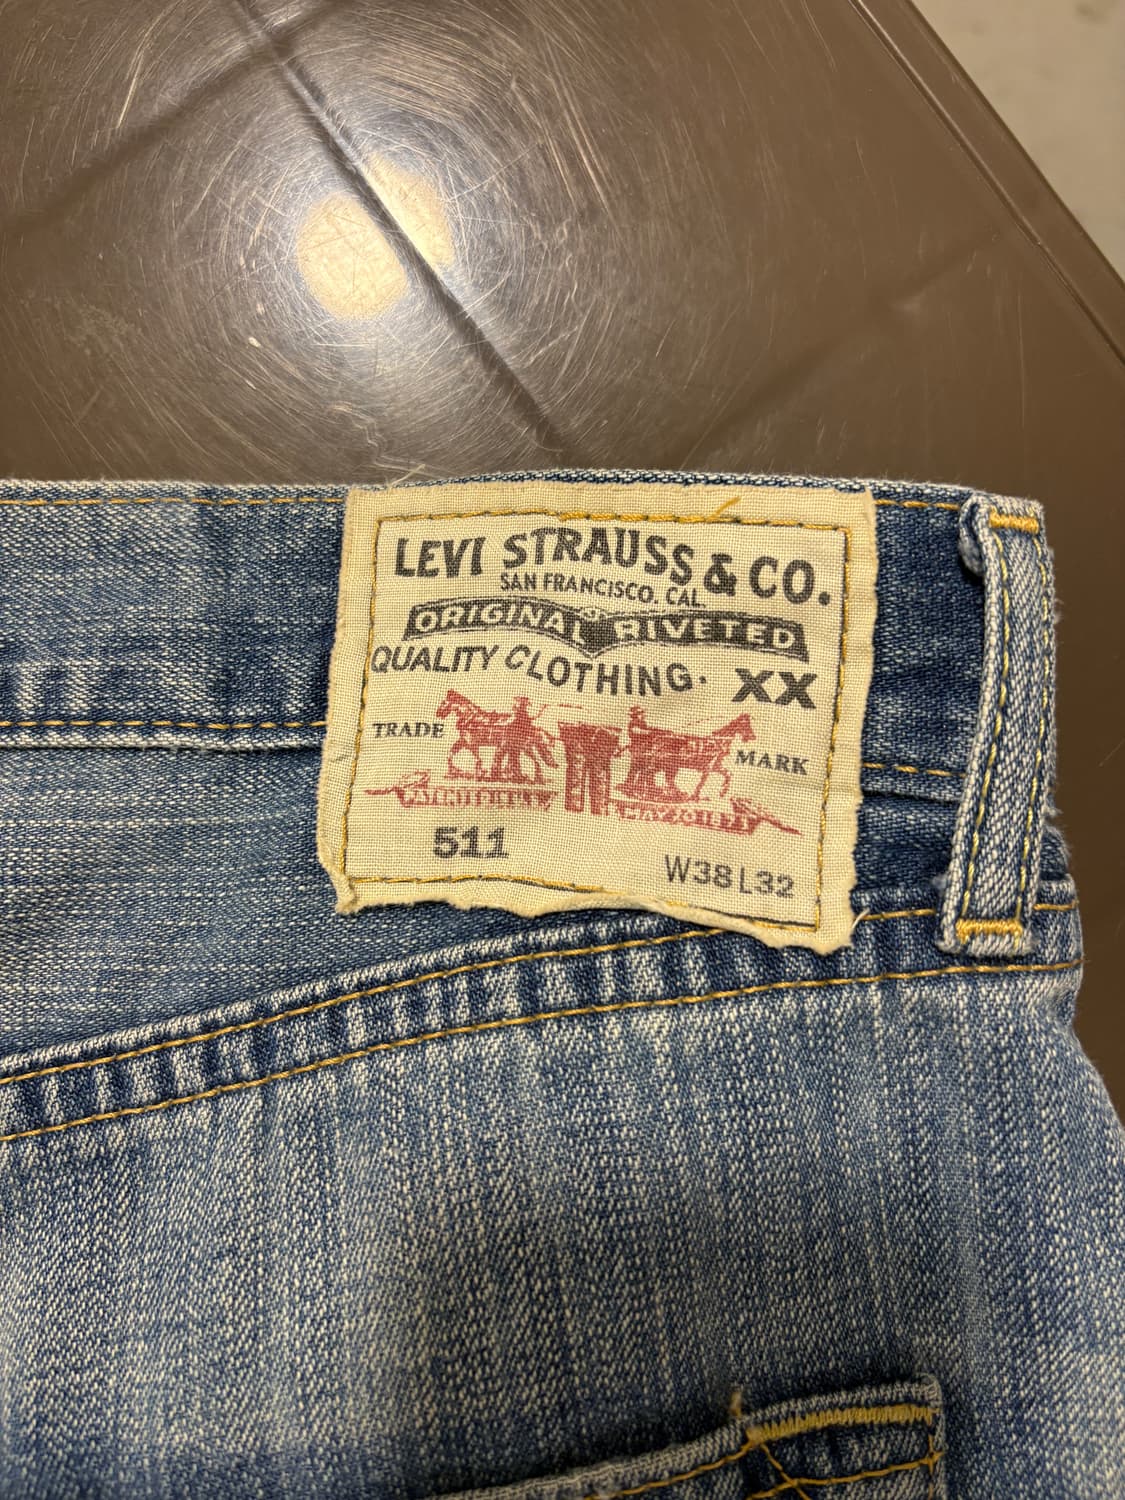 LEVI STRAUSS & CO.
SAN FRANCISCO. CAL.
ORIGINAL RIVETED
QUALITY CLOTHING.
XX
TRADE MARK
511
W38 L32